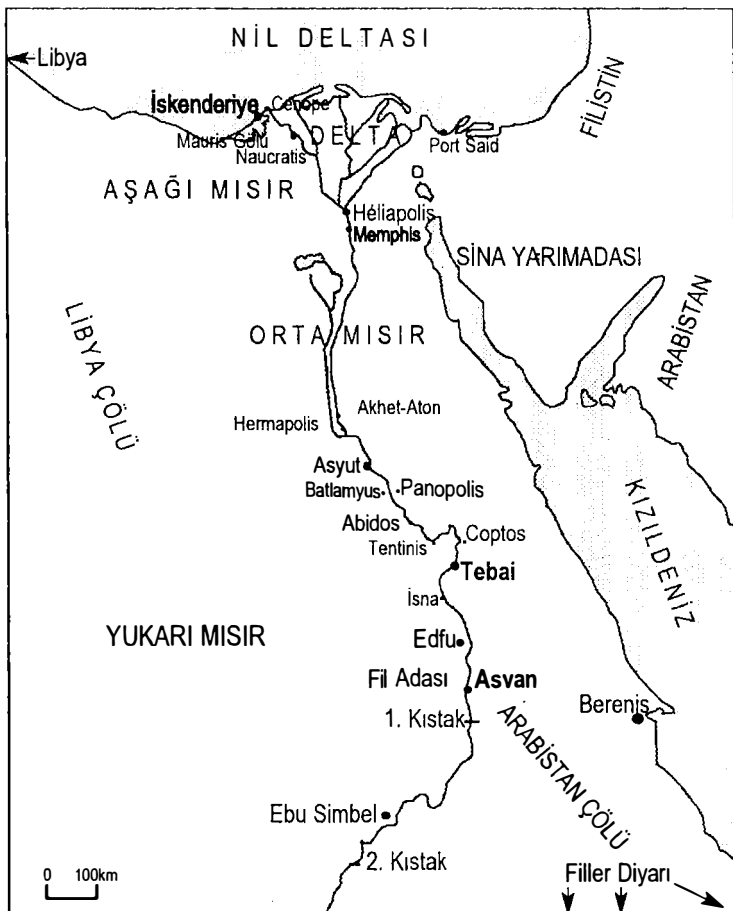 NİL DELTASI
Libya
FİLİSTİN
İskenderiye
Cenope
DELTA
Mauris Gölü
Port Said
Naucratis
AŞAĞI MISIR
Héliapolis
Memphis
SİNA YARIMADASI
ARABİSTAN
LİBYA ÇÖLÜ
ORTA MISIR
Akhet-Aton
Hermapolis
Asyut
Batlamyus
Panopolis
KIZILDENİZ
Abidos
Coptos
Tentinis
Tebai
İsna
YUKARI MISIR
Edfu
Fil Adası
Asvan
1. Kıstak
Berenis
ARABİSTAN ÇÖLÜ
Ebu Simbel
2. Kıstak
Filler Diyarı
0 100km